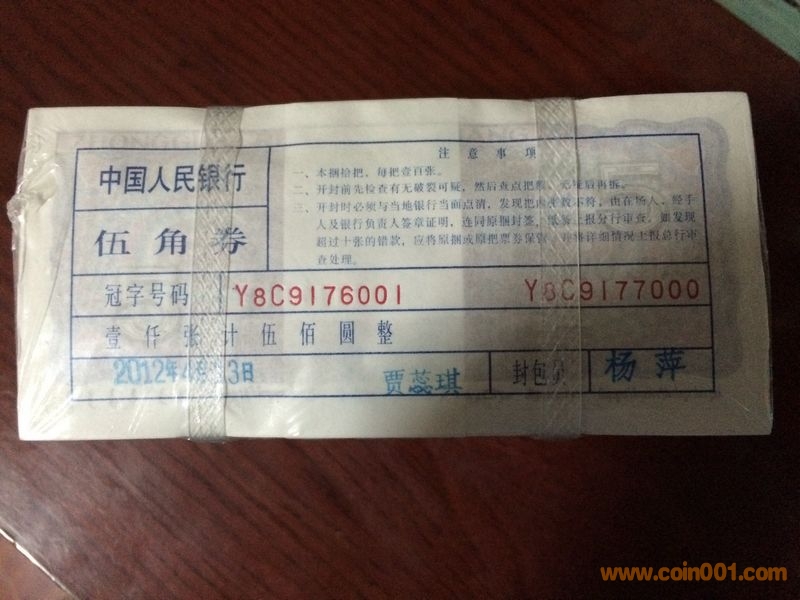 中国人民银行
伍角券
注意事项
一、本捆拾把，每把壹百张。
二、开封前先检查有无破裂可疑，然后查点把数，无疑后再拆。
三、开封时必须与当地银行当面点清，发现把内张数不符，由在场人、经手
人及银行负责人签章证明，连同原捆封签，纸条上报分行审查。如发现
超过十张的错款，应将原捆或原把票券保管，并将详细情况上报总行审
查处理。
冠字号码 Y8C9176001 Y8C9177000
壹仟张计伍佰圆整
2012年4月 3日 贾蕊琪 封包员 杨萍
www.coin001.com